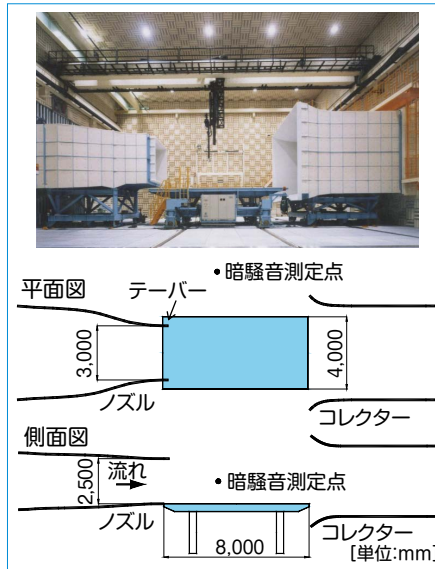 • 暗騒音測定点
平面図
テーバー
3,000
4,000
ノズル
コレクター
側面図
2,500
流れ
• 暗騒音測定点
ノズル
コレクター
8,000
[単位:mm]